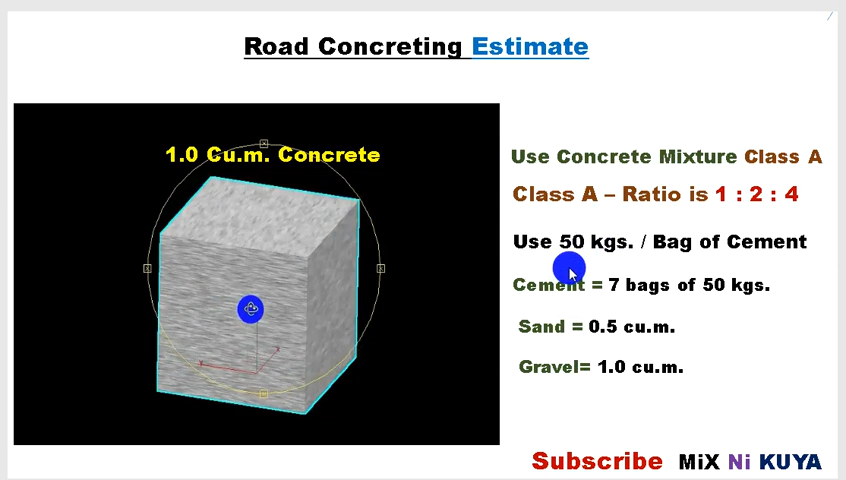 Road Concreting Estimate
1.0 Cu.m. Concrete
Use Concrete Mixture Class A
Class A – Ratio is 1 : 2 : 4
Use 50 kgs. / Bag of Cement
Cement = 7 bags of 50 kgs.
Sand = 0.5 cu.m.
Gravel= 1.0 cu.m.
Subscribe MiX Ni KUYA